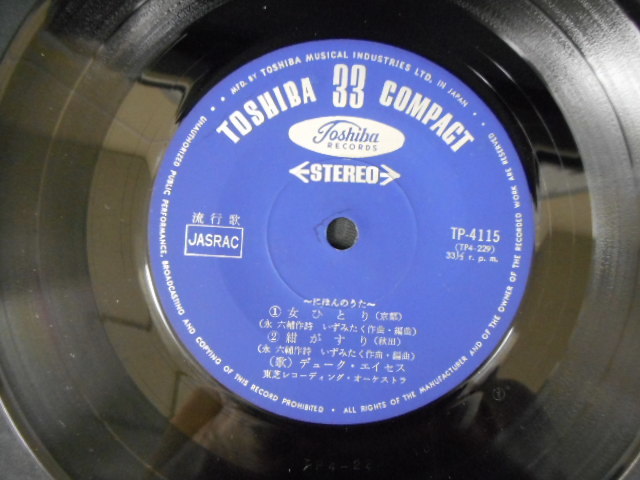 MFD. BY TOSHIBA MUSICAL INDUSTRIES LTD. IN JAPAN
TOSHIBA 33 COMPACT
Toshiba
RECORDS
STEREO
流行歌
JASRAC
TP-4115
(TP4-229)
33⅓ r. p. m.
〜にほんのうた〜
① 女ひとり (京都)
(永 六輔作詩 いずみたく作曲・編曲)
② 紺がすり (秋田)
(永 六輔作詩 いずみたく作曲・編曲)
(歌) デューク・エイセス
東芝レコーディング・オーケストラ
UNAUTHORIZED PUBLIC PERFORMANCE, BROADCASTING AND COPYING OF THIS RECORD PROHIBITED • ALL RIGHTS OF THE MANUFACTURER AND OF THE OWNER OF THE RECORDED WORK ARE RESERVED
①